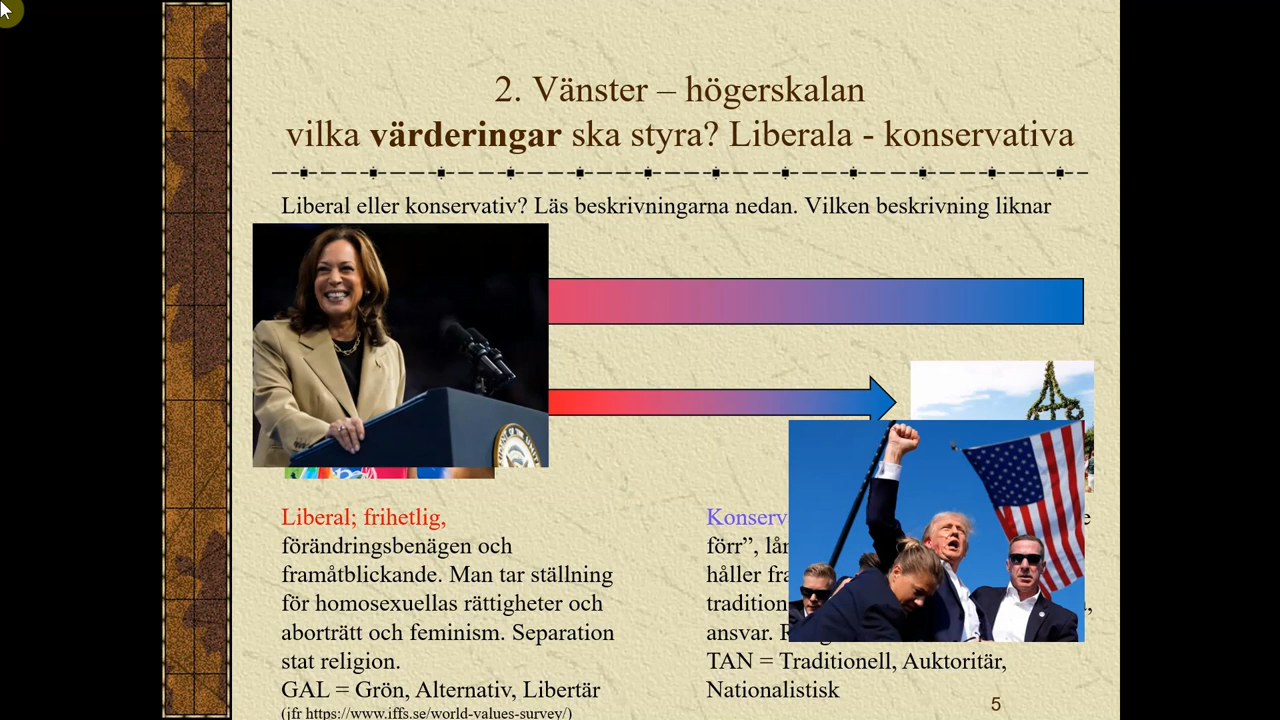 2. Vänster – högerskalan
vilka värderingar ska styra? Liberala - konservativa
Liberal eller konservativ? Läs beskrivningarna nedan. Vilken beskrivning liknar
Liberal; frihetlig,
förändringsbenägen och
framåtblickande. Man tar ställning
för homosexuellas rättigheter och
aborträtt och feminism. Separation
stat religion.
GAL = Grön, Alternativ, Libertär
(jfr https://www.iffs.se/world-values-survey/)
Konserv
förr”, lån
håller fra
tradition
ansvar.
TAN = Traditionell, Auktoritär,
Nationalistisk
5